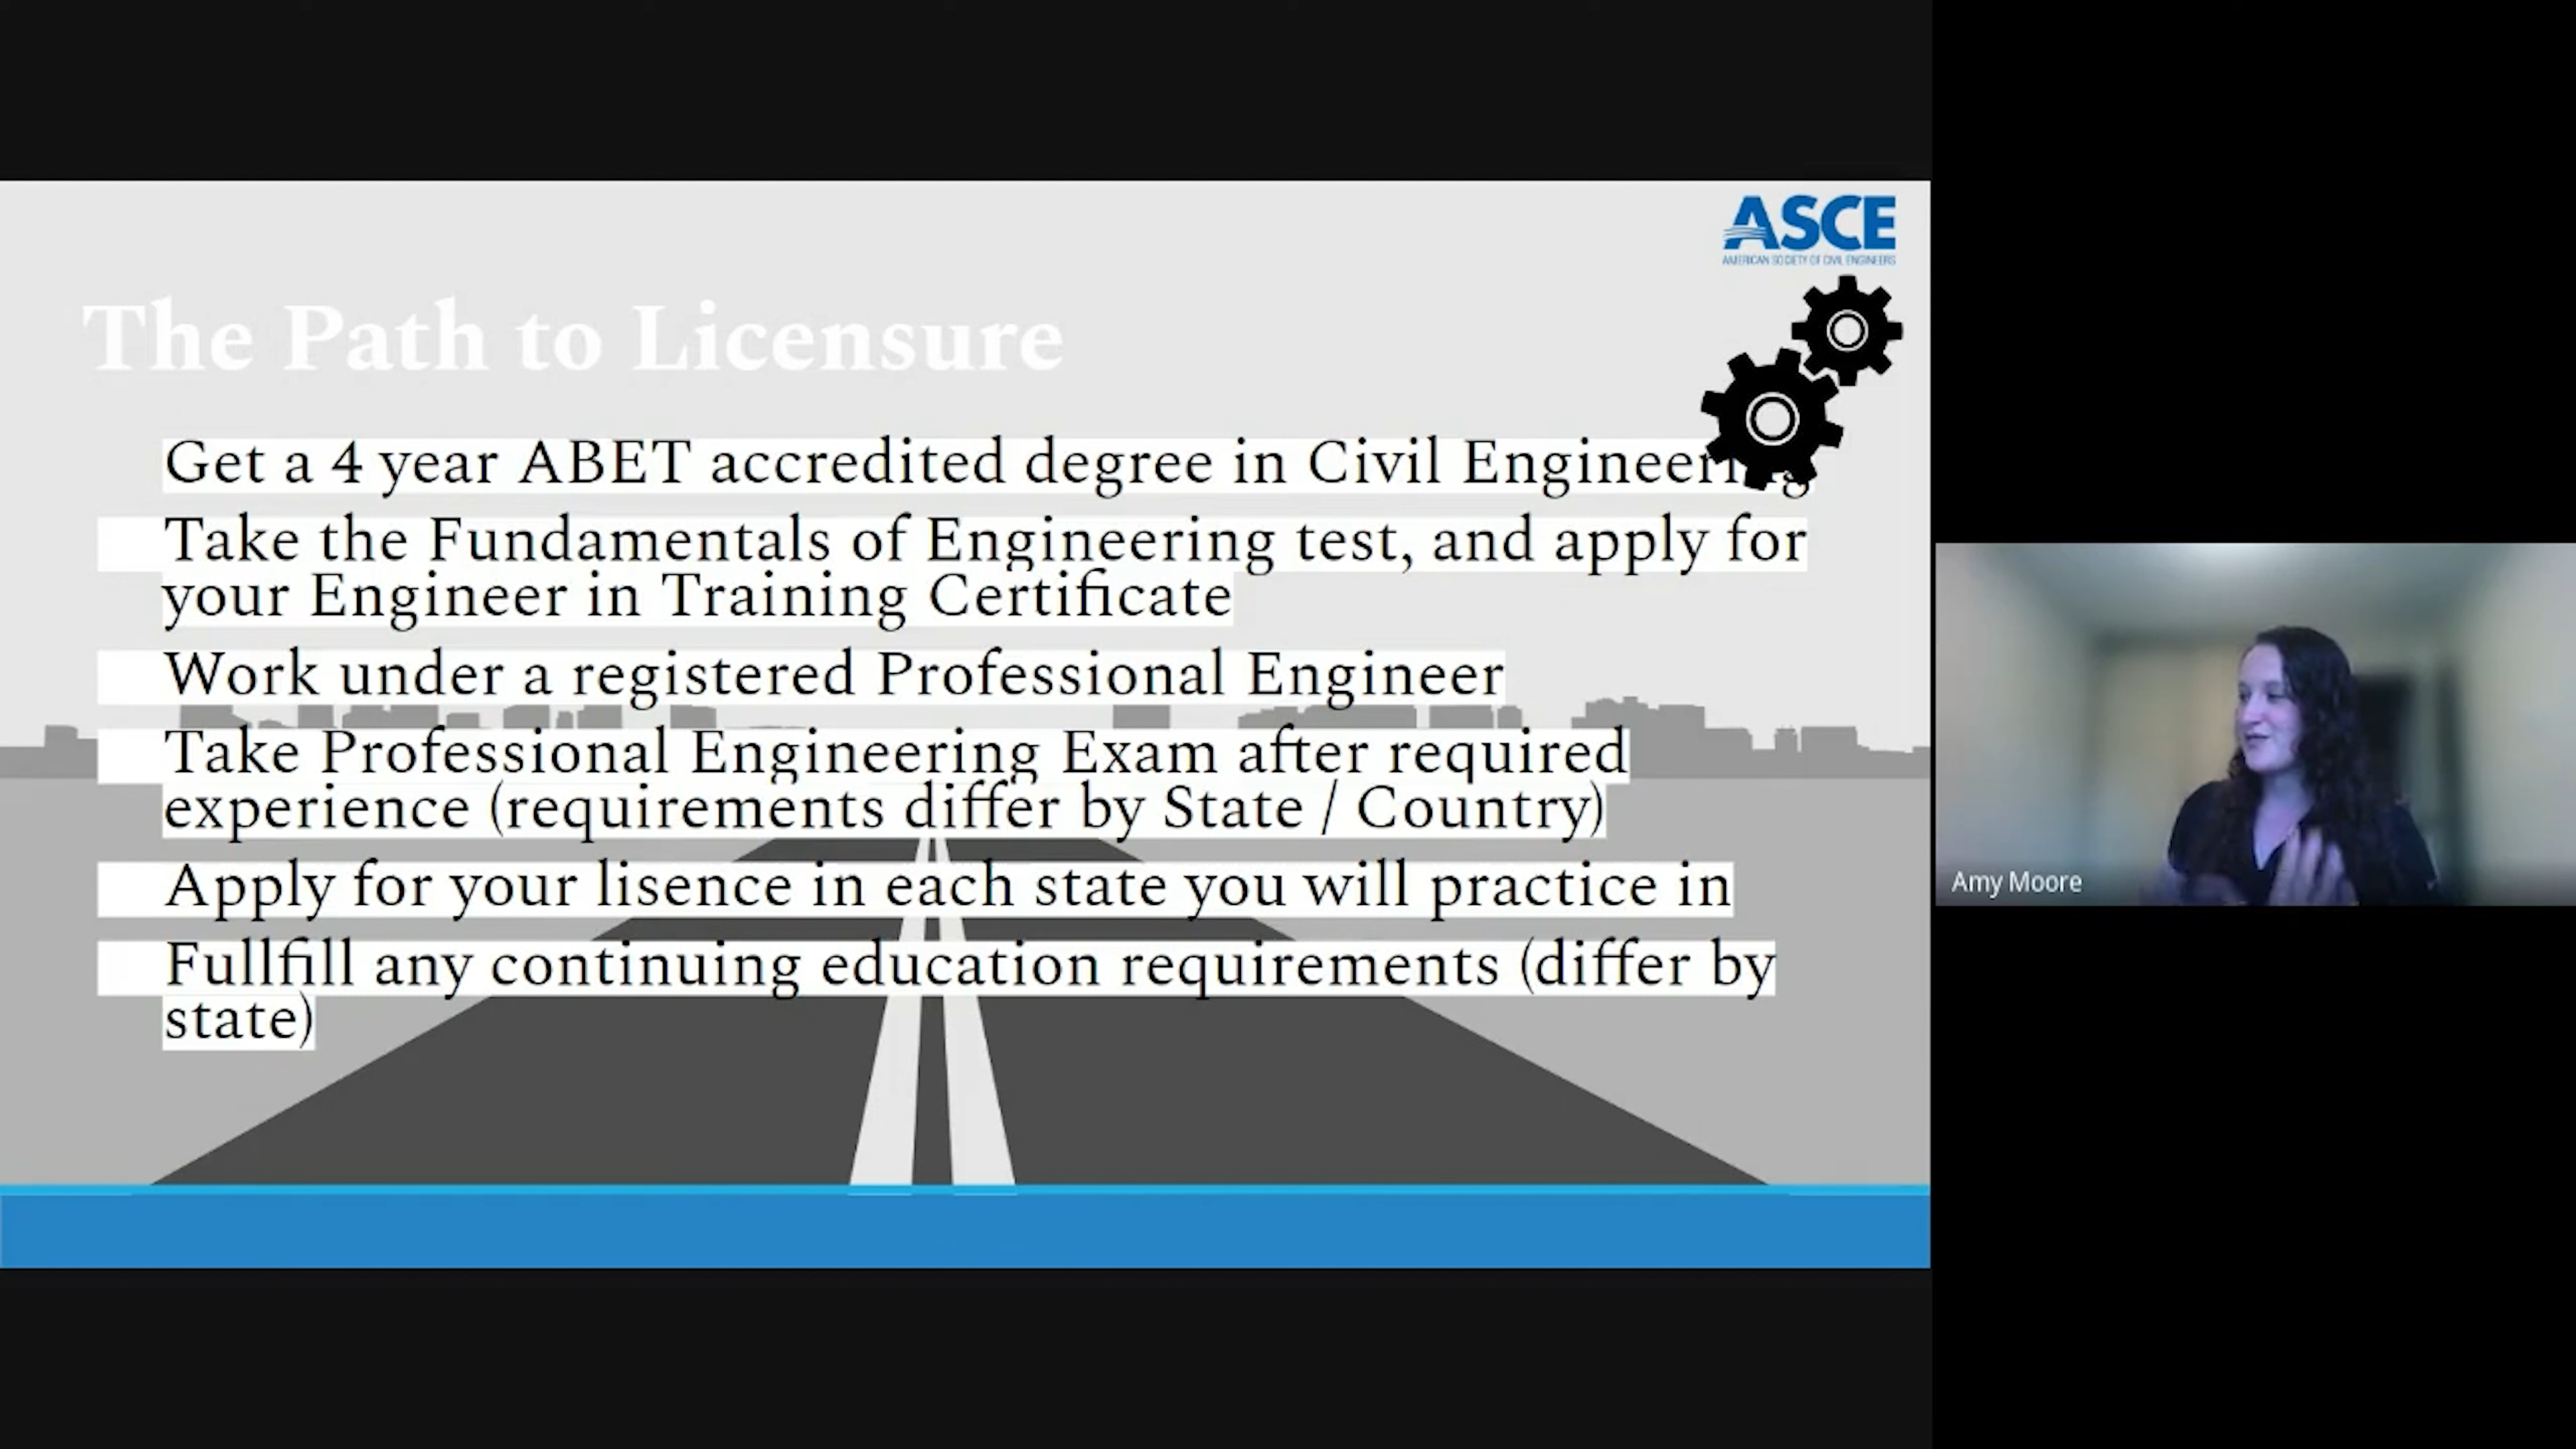 ASCE
AMERICAN SOCIETY OF CIVIL ENGINEERS
The Path to Licensure
Get a 4 year ABET accredited degree in Civil Engineering
Take the Fundamentals of Engineering test, and apply for
your Engineer in Training Certificate
Work under a registered Professional Engineer
Take Professional Engineering Exam after required
experience (requirements differ by State / Country)
Apply for your lisence in each state you will practice in
Fullfill any continuing education requirements (differ by
state)
Amy Moore